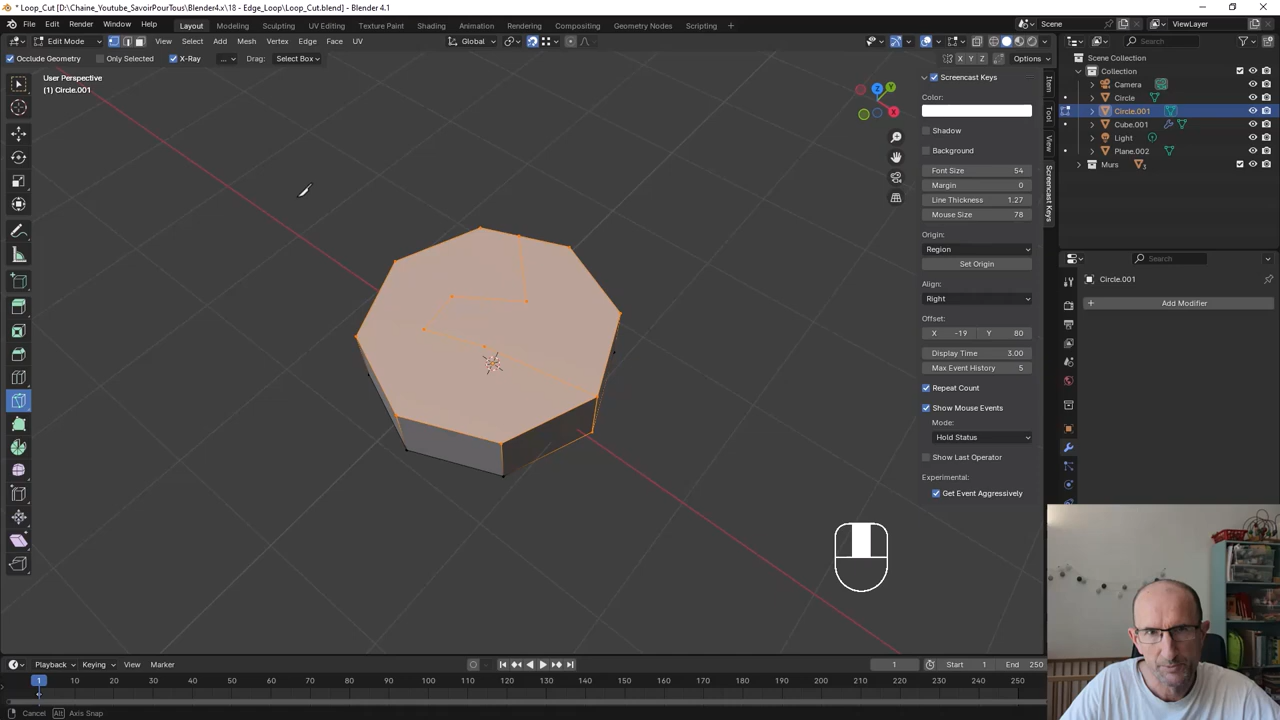 * Loop_Cut [D:\Chaine_Youtube_SavoirPourTous\Blender4.x\18 - Edge_Loop\Loop_Cut.blend] - Blender 4.1
File Edit Render Window Help Layout Modeling Sculpting UV Editing Texture Paint Shading Animation Rendering Compositing Geometry Nodes Scripting + Scene ViewLayer
Edit Mode View Select Add Mesh Vertex Edge Face UV Global Search
Occlude Geometry Only Selected X-Ray ... Drag: Select Box X Y Z Options
User Perspective
(1) Circle.001
Z Y X
Screencast Keys
Color:
Shadow
Background
Font Size 54
Margin 0
Line Thickness 1.27
Mouse Size 78
Origin:
Region
Set Origin
Align:
Right
Offset:
X -19 Y 80
Display Time 3.00
Max Event History 5
Repeat Count
Show Mouse Events
Mode:
Hold Status
Show Last Operator
Experimental:
Get Event Aggressively
Item
Tool
View
Screencast Keys
Scene Collection
Collection
Camera
Circle
Circle.001
Cube.001
Light
Plane.002
Murs 3
Search
Circle.001
+ Add Modifier
Playback Keying View Marker 1 Start 1 End 250
1 10 20 30 40 50 60 70 80 90 100 110 120 130 140 150 160 170 180 190 200 210 220 230 240 250
Cancel Alt Axis Snap